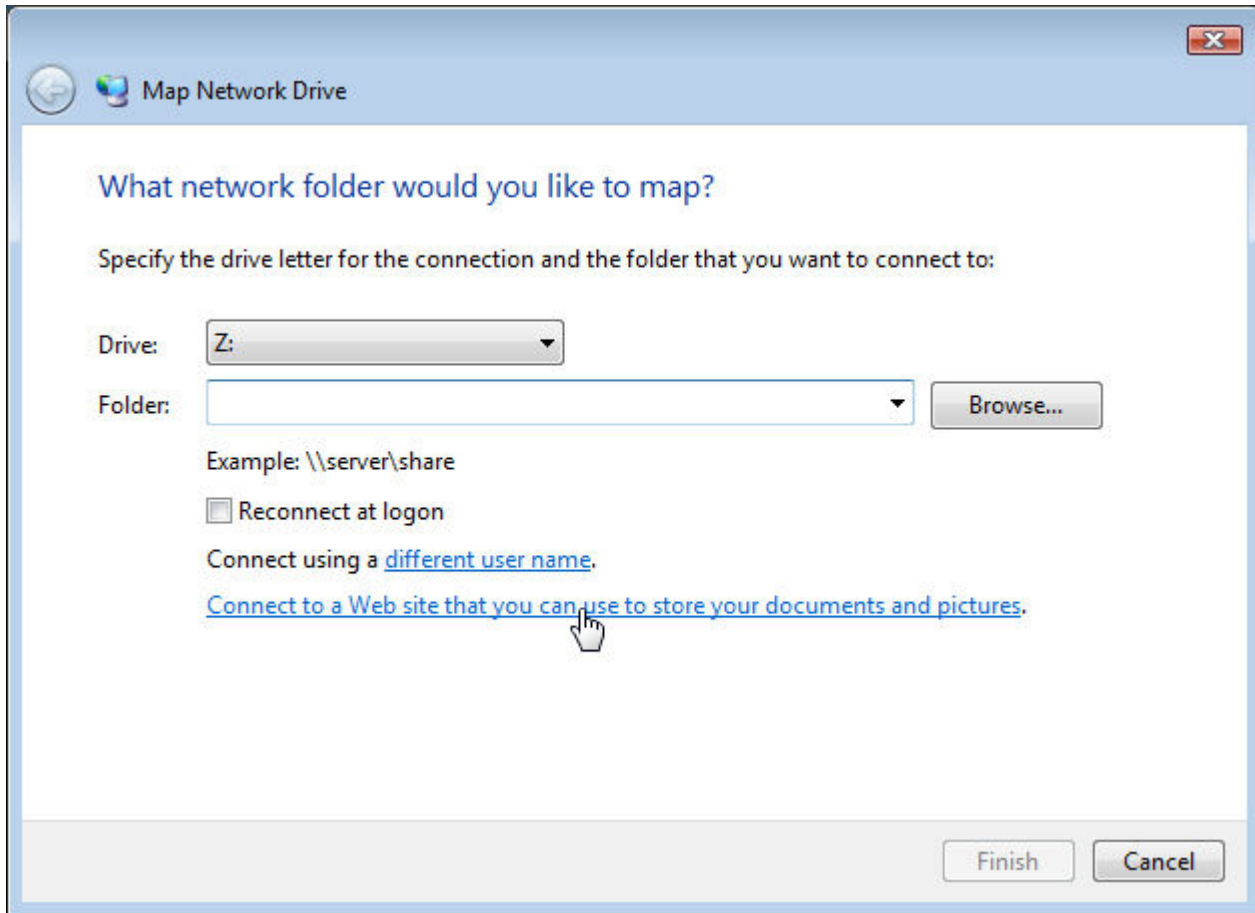 Map Network Drive
What network folder would you like to map?
Specify the drive letter for the connection and the folder that you want to connect to:
Drive: Z:
Folder: Browse...
Example: \\server\share
Reconnect at logon
Connect using a different user name.
Connect to a Web site that you can use to store your documents and pictures.
Finish Cancel